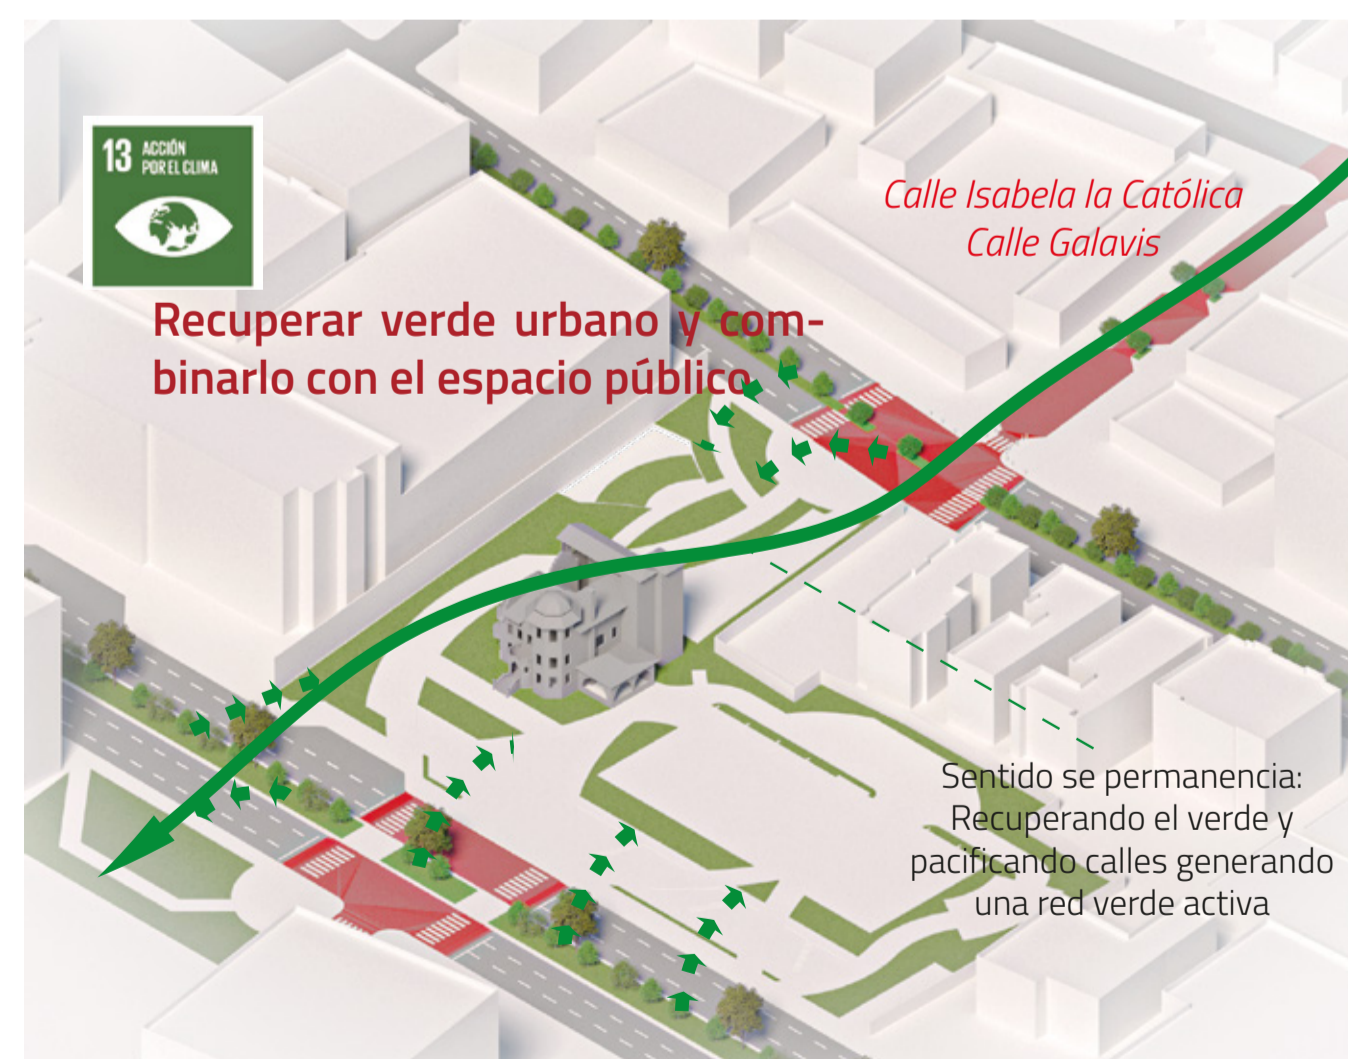 13 ACCIÓN
POR EL CLIMA
Calle Isabela la Católica
Calle Galavis
Recuperar verde urbano y com-
binarlo con el espacio público
Sentido se permanencia:
Recuperando el verde y
pacificando calles generando
una red verde activa